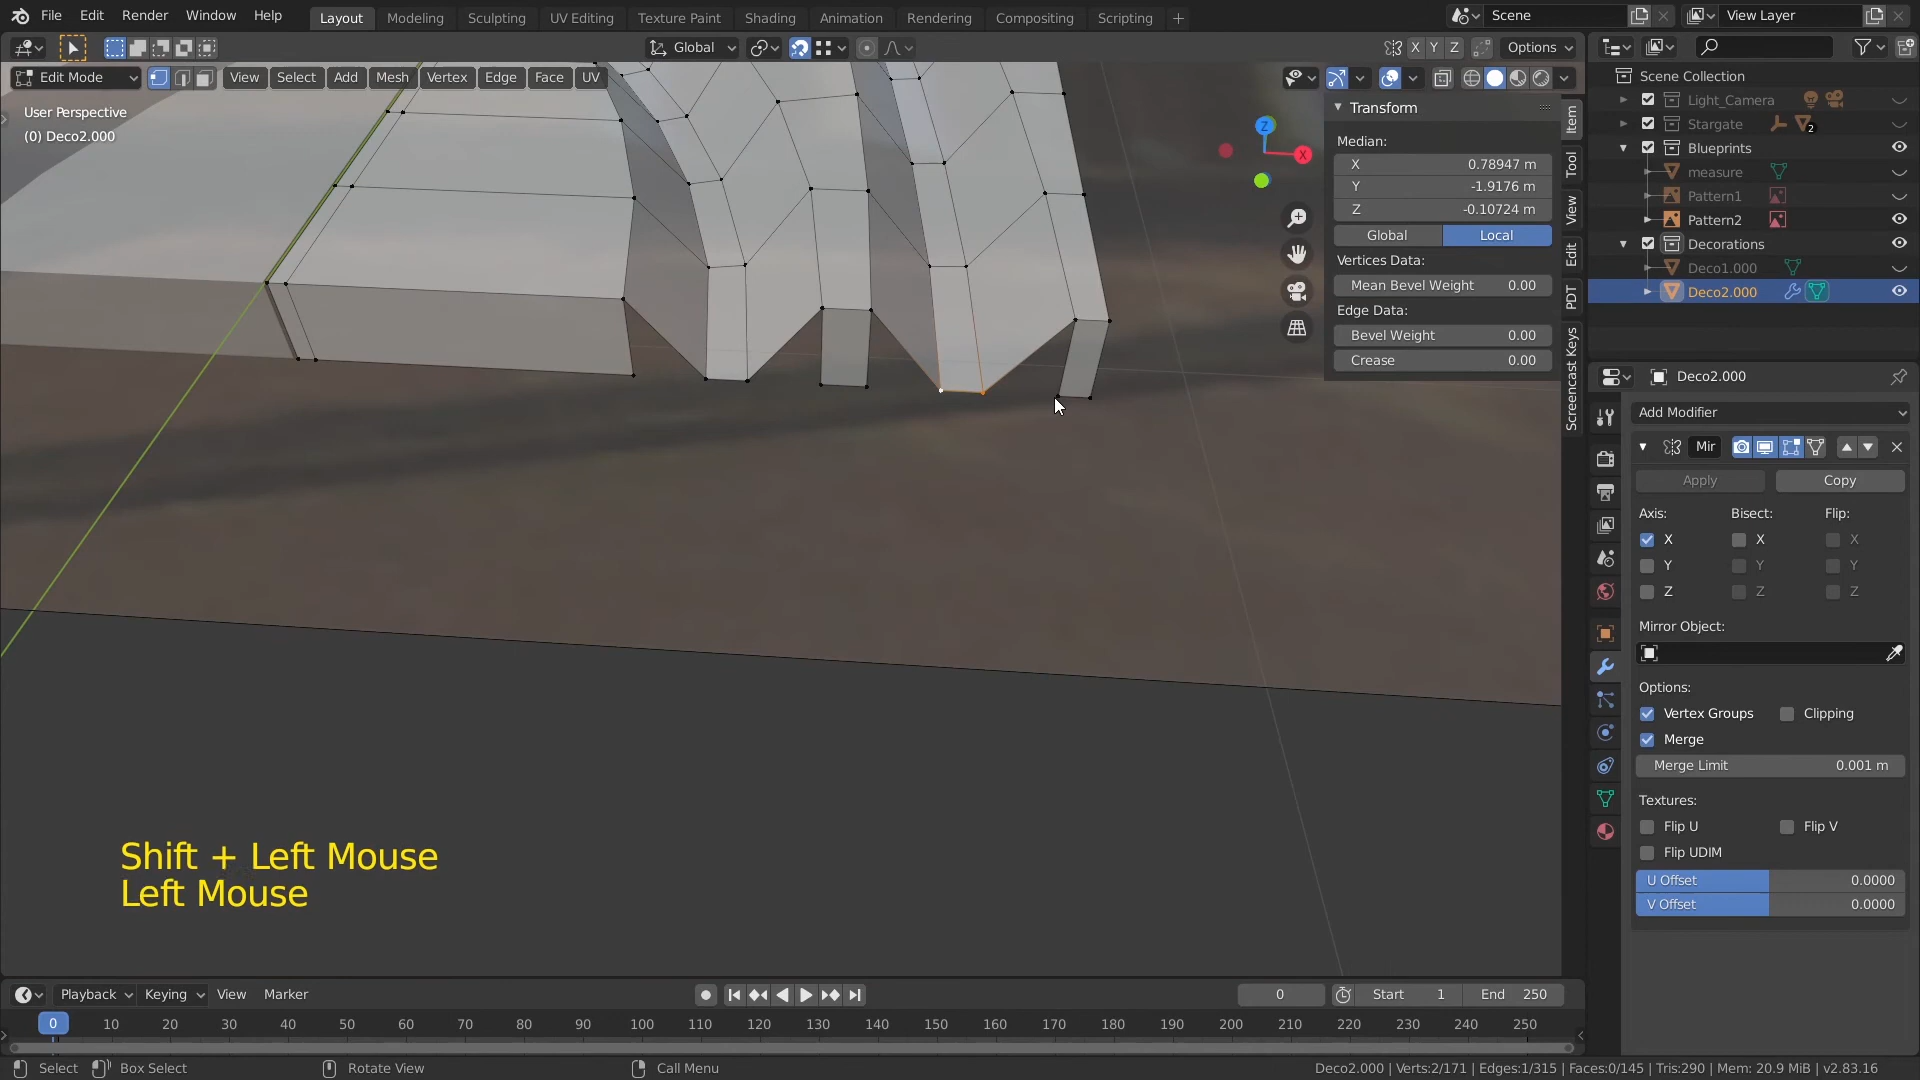 File Edit Render Window Help Layout Modeling Sculpting UV Editing Texture Paint Shading Animation Rendering Compositing Scripting + Scene View Layer
Global X Y Z Options
Edit Mode View Select Add Mesh Vertex Edge Face UV
User Perspective
(0) Deco2.000
Z
X
Transform
Median:
X 0.78947 m
Y -1.9176 m
Z -0.10724 m
Global Local
Vertices Data:
Mean Bevel Weight 0.00
Edge Data:
Bevel Weight 0.00
Crease 0.00
Item
Tool
View
Edit
PDT
Screencast Keys
Scene Collection
Light_Camera
Stargate 2
Blueprints
measure
Pattern1
Pattern2
Decorations
Deco1.000
Deco2.000
Deco2.000
Add Modifier
Mir
Apply Copy
Axis: Bisect: Flip:
X X X
Y Y Y
Z Z Z
Mirror Object:
Options:
Vertex Groups Clipping
Merge
Merge Limit 0.001 m
Textures:
Flip U Flip V
Flip UDIM
U Offset 0.0000
V Offset 0.0000
Shift + Left Mouse
Left Mouse
Playback Keying View Marker 0 Start 1 End 250
0 10 20 30 40 50 60 70 80 90 100 110 120 130 140 150 160 170 180 190 200 210 220 230 240 250
Select Box Select Rotate View Call Menu Deco2.000 | Verts:2/171 | Edges:1/315 | Faces:0/145 | Tris:290 | Mem: 20.9 MiB | v2.83.16